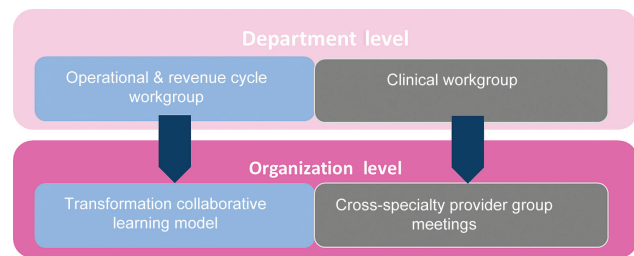 Department level
Operational & revenue cycle
workgroup
Clinical workgroup
Organization level
Transformation collaborative
learning model
Cross-specialty provider group
meetings